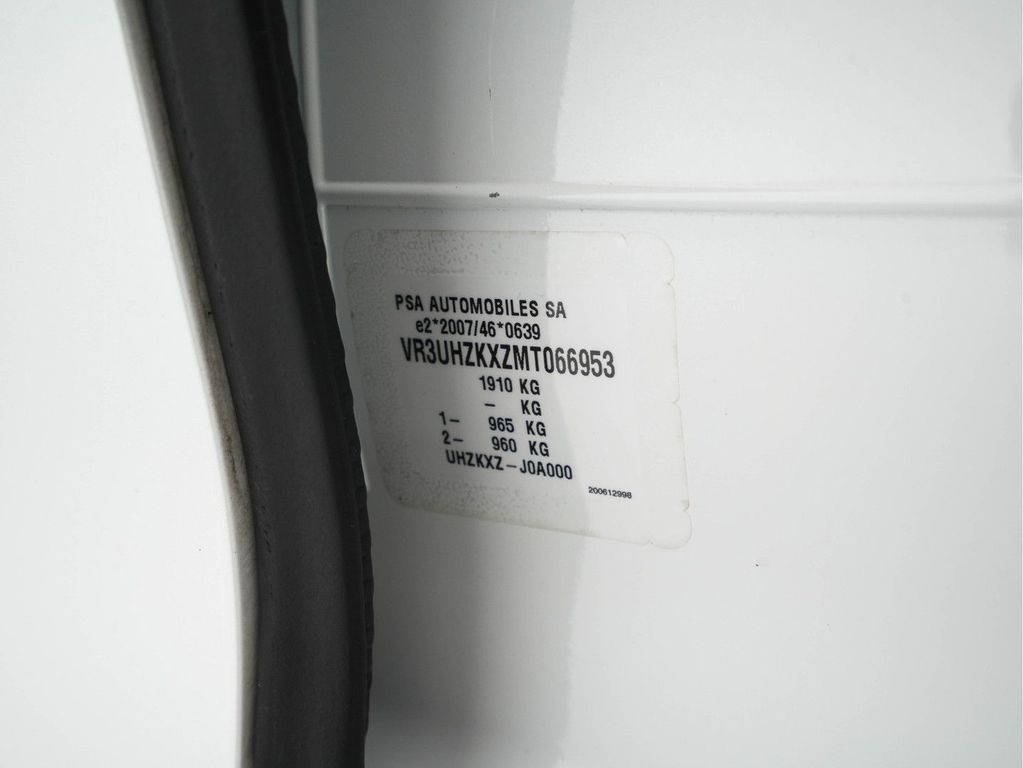 PSA AUTOMOBILES SA
e2*2007/46*0639
VR3UHZKXZMT066953
1910 KG
- KG
1- 965 KG
2- 960 KG
UHZKXZ-J0A000
200612998